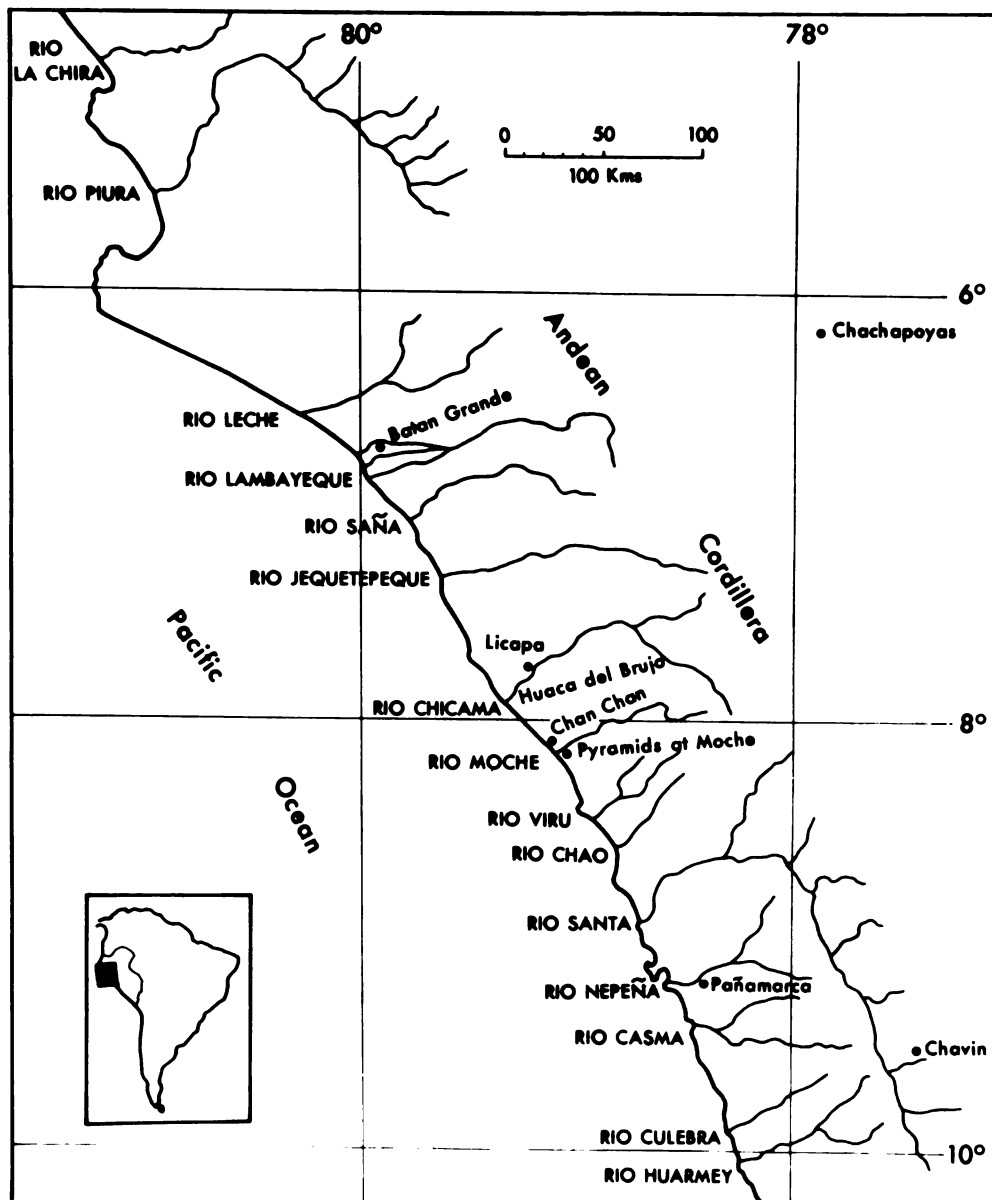 80°
78°
RIO
LA CHIRA
0 50 100
100 Kms
RIO PIURA
6°
Andean
Chachapoyas
Batan Grande
RIO LECHE
RIO LAMBAYEQUE
RIO SAÑA
Cordillera
RIO JEQUETEPEQUE
Pacific
Licapa
Huaca del Brujo
RIO CHICAMA
Chan Chan
8°
Pyramids at Moche
RIO MOCHE
Ocean
RIO VIRU
RIO CHAO
RIO SANTA
Pañamarca
RIO NEPEÑA
RIO CASMA
Chavin
RIO CULEBRA
10°
RIO HUARMEY